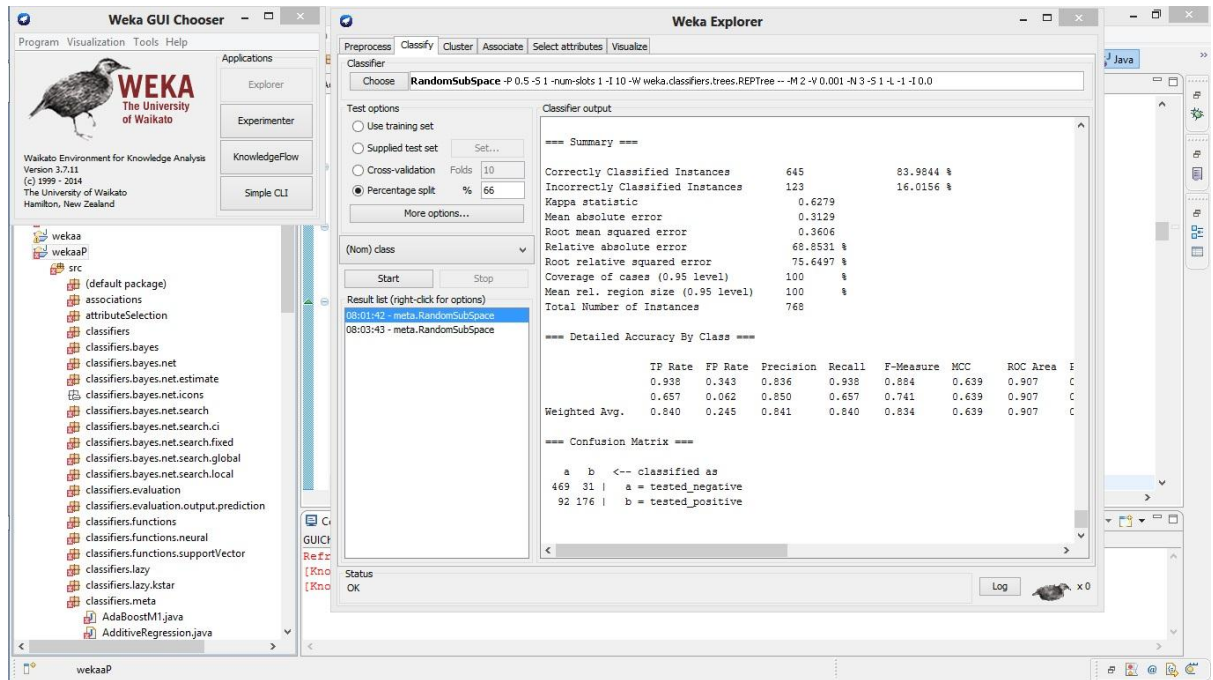 Weka GUI Chooser
Program Visualization Tools Help
WEKA
The University
of Waikato
Waikato Environment for Knowledge Analysis
Version 3.7.11
(c) 1999 - 2014
The University of Waikato
Hamilton, New Zealand
Applications
Explorer
Experimenter
KnowledgeFlow
Simple CLI
wekaa
wekaaP
src
(default package)
associations
attributeSelection
classifiers
classifiers.bayes
classifiers.bayes.net
classifiers.bayes.net.estimate
classifiers.bayes.net.icons
classifiers.bayes.net.search
classifiers.bayes.net.search.ci
classifiers.bayes.net.search.fixed
classifiers.bayes.net.search.global
classifiers.bayes.net.search.local
classifiers.evaluation
classifiers.evaluation.output.prediction
classifiers.functions
classifiers.functions.neural
classifiers.functions.supportVector
classifiers.lazy
classifiers.lazy.kstar
classifiers.meta
AdaBoostM1.java
AdditiveRegression.java
wekaaP
Weka Explorer
Preprocess Classify Cluster Associate Select attributes Visualize
Classifier
Choose RandomSubSpace -P 0.5 -S 1 -num-slots 1 -I 10 -W weka.classifiers.trees.REPTree -- -M 2 -V 0.001 -N 3 -S 1 -L -1 -I 0.0
Test options
Use training set
Supplied test set Set...
Cross-validation Folds 10
Percentage split % 66
More options...
(Nom) class
Start Stop
Result list (right-click for options)
08:01:42 - meta.RandomSubSpace
08:03:43 - meta.RandomSubSpace
Classifier output
=== Summary ===
Correctly Classified Instances 645 83.9844 %
Incorrectly Classified Instances 123 16.0156 %
Kappa statistic 0.6279
Mean absolute error 0.3129
Root mean squared error 0.3606
Relative absolute error 68.8531 %
Root relative squared error 75.6497 %
Coverage of cases (0.95 level) 100 %
Mean rel. region size (0.95 level) 100 %
Total Number of Instances 768
=== Detailed Accuracy By Class ===
TP Rate FP Rate Precision Recall F-Measure MCC ROC Area
0.938 0.343 0.836 0.938 0.884 0.639 0.907
0.657 0.062 0.850 0.657 0.741 0.639 0.907
Weighted Avg. 0.840 0.245 0.841 0.840 0.834 0.639 0.907
=== Confusion Matrix ===
a b <-- classified as
469 31 | a = tested_negative
92 176 | b = tested_positive
Status
OK
Log x 0
Java
GUICH
Refr
[Kno
[Kno